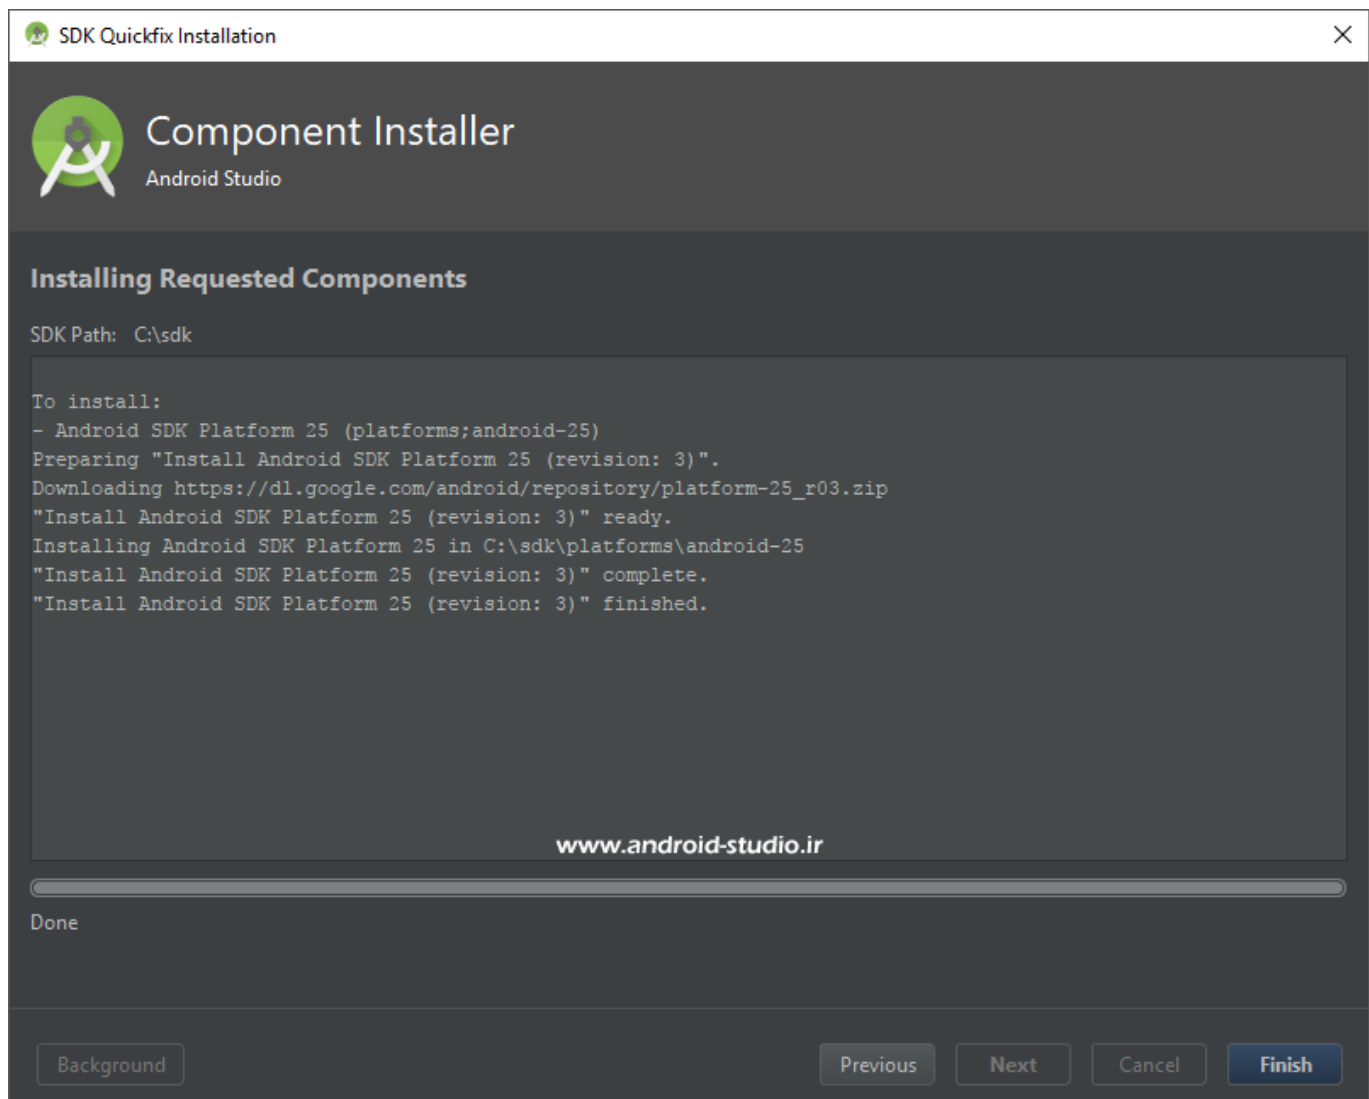 SDK Quickfix Installation
Component Installer
Android Studio
Installing Requested Components
SDK Path: C:\sdk
To install:
- Android SDK Platform 25 (platforms;android-25)
Preparing "Install Android SDK Platform 25 (revision: 3)".
Downloading https://dl.google.com/android/repository/platform-25_r03.zip
"Install Android SDK Platform 25 (revision: 3)" ready.
Installing Android SDK Platform 25 in C:\sdk\platforms\android-25
"Install Android SDK Platform 25 (revision: 3)" complete.
"Install Android SDK Platform 25 (revision: 3)" finished.
www.android-studio.ir
Done
Background Previous Next Cancel Finish